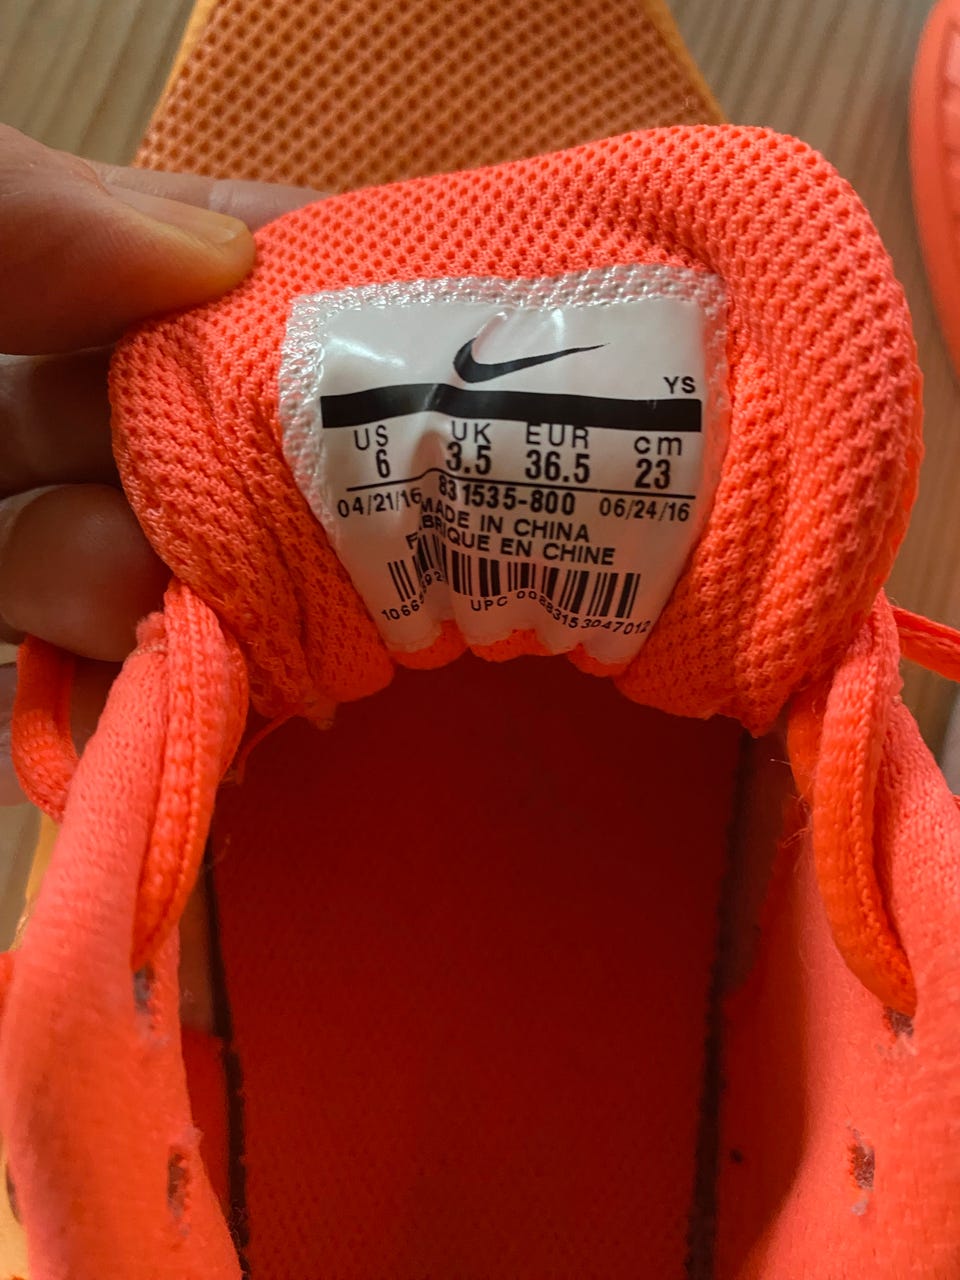 YS
US UK EUR cm
6 3.5 36.5 23
04/21/16 831535-800 06/24/16
MADE IN CHINA
EN CHINE
UPC